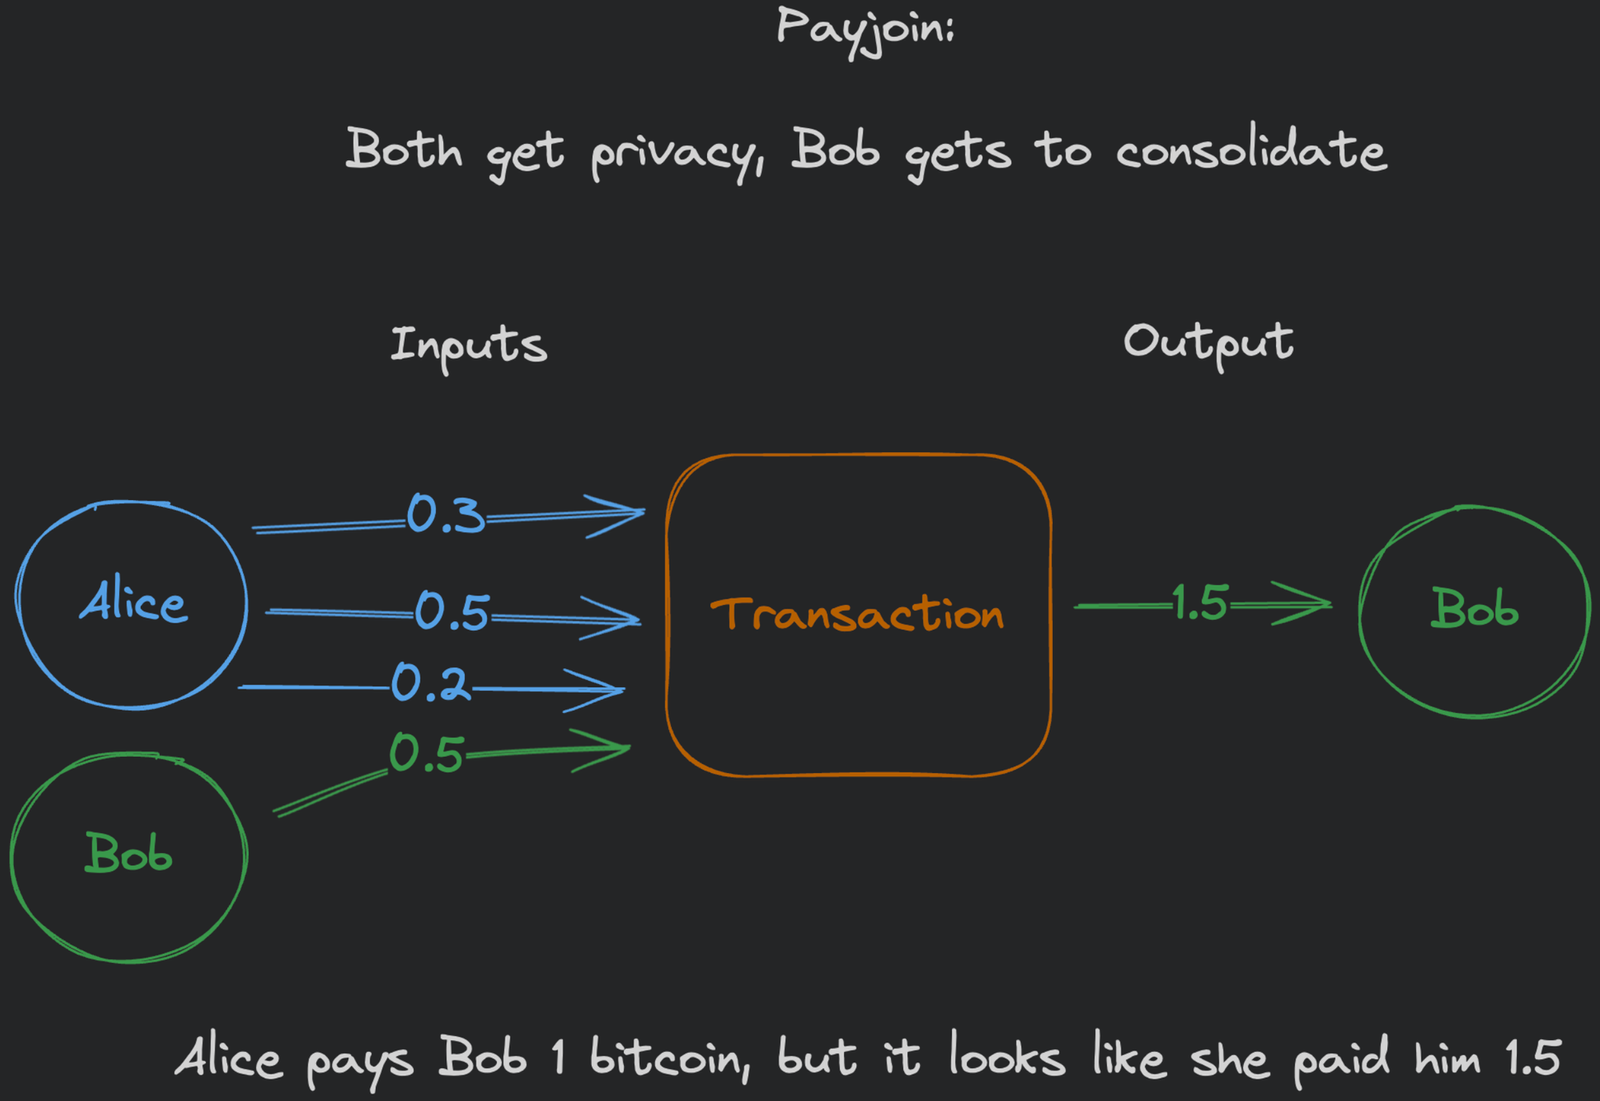 Payjoin:
Both get privacy, Bob gets to consolidate
Inputs
Output
0.3
Alice
0.5
Transaction
1.5
Bob
0.2
0.5
Bob
Alice pays Bob 1 bitcoin, but it looks like she paid him 1.5